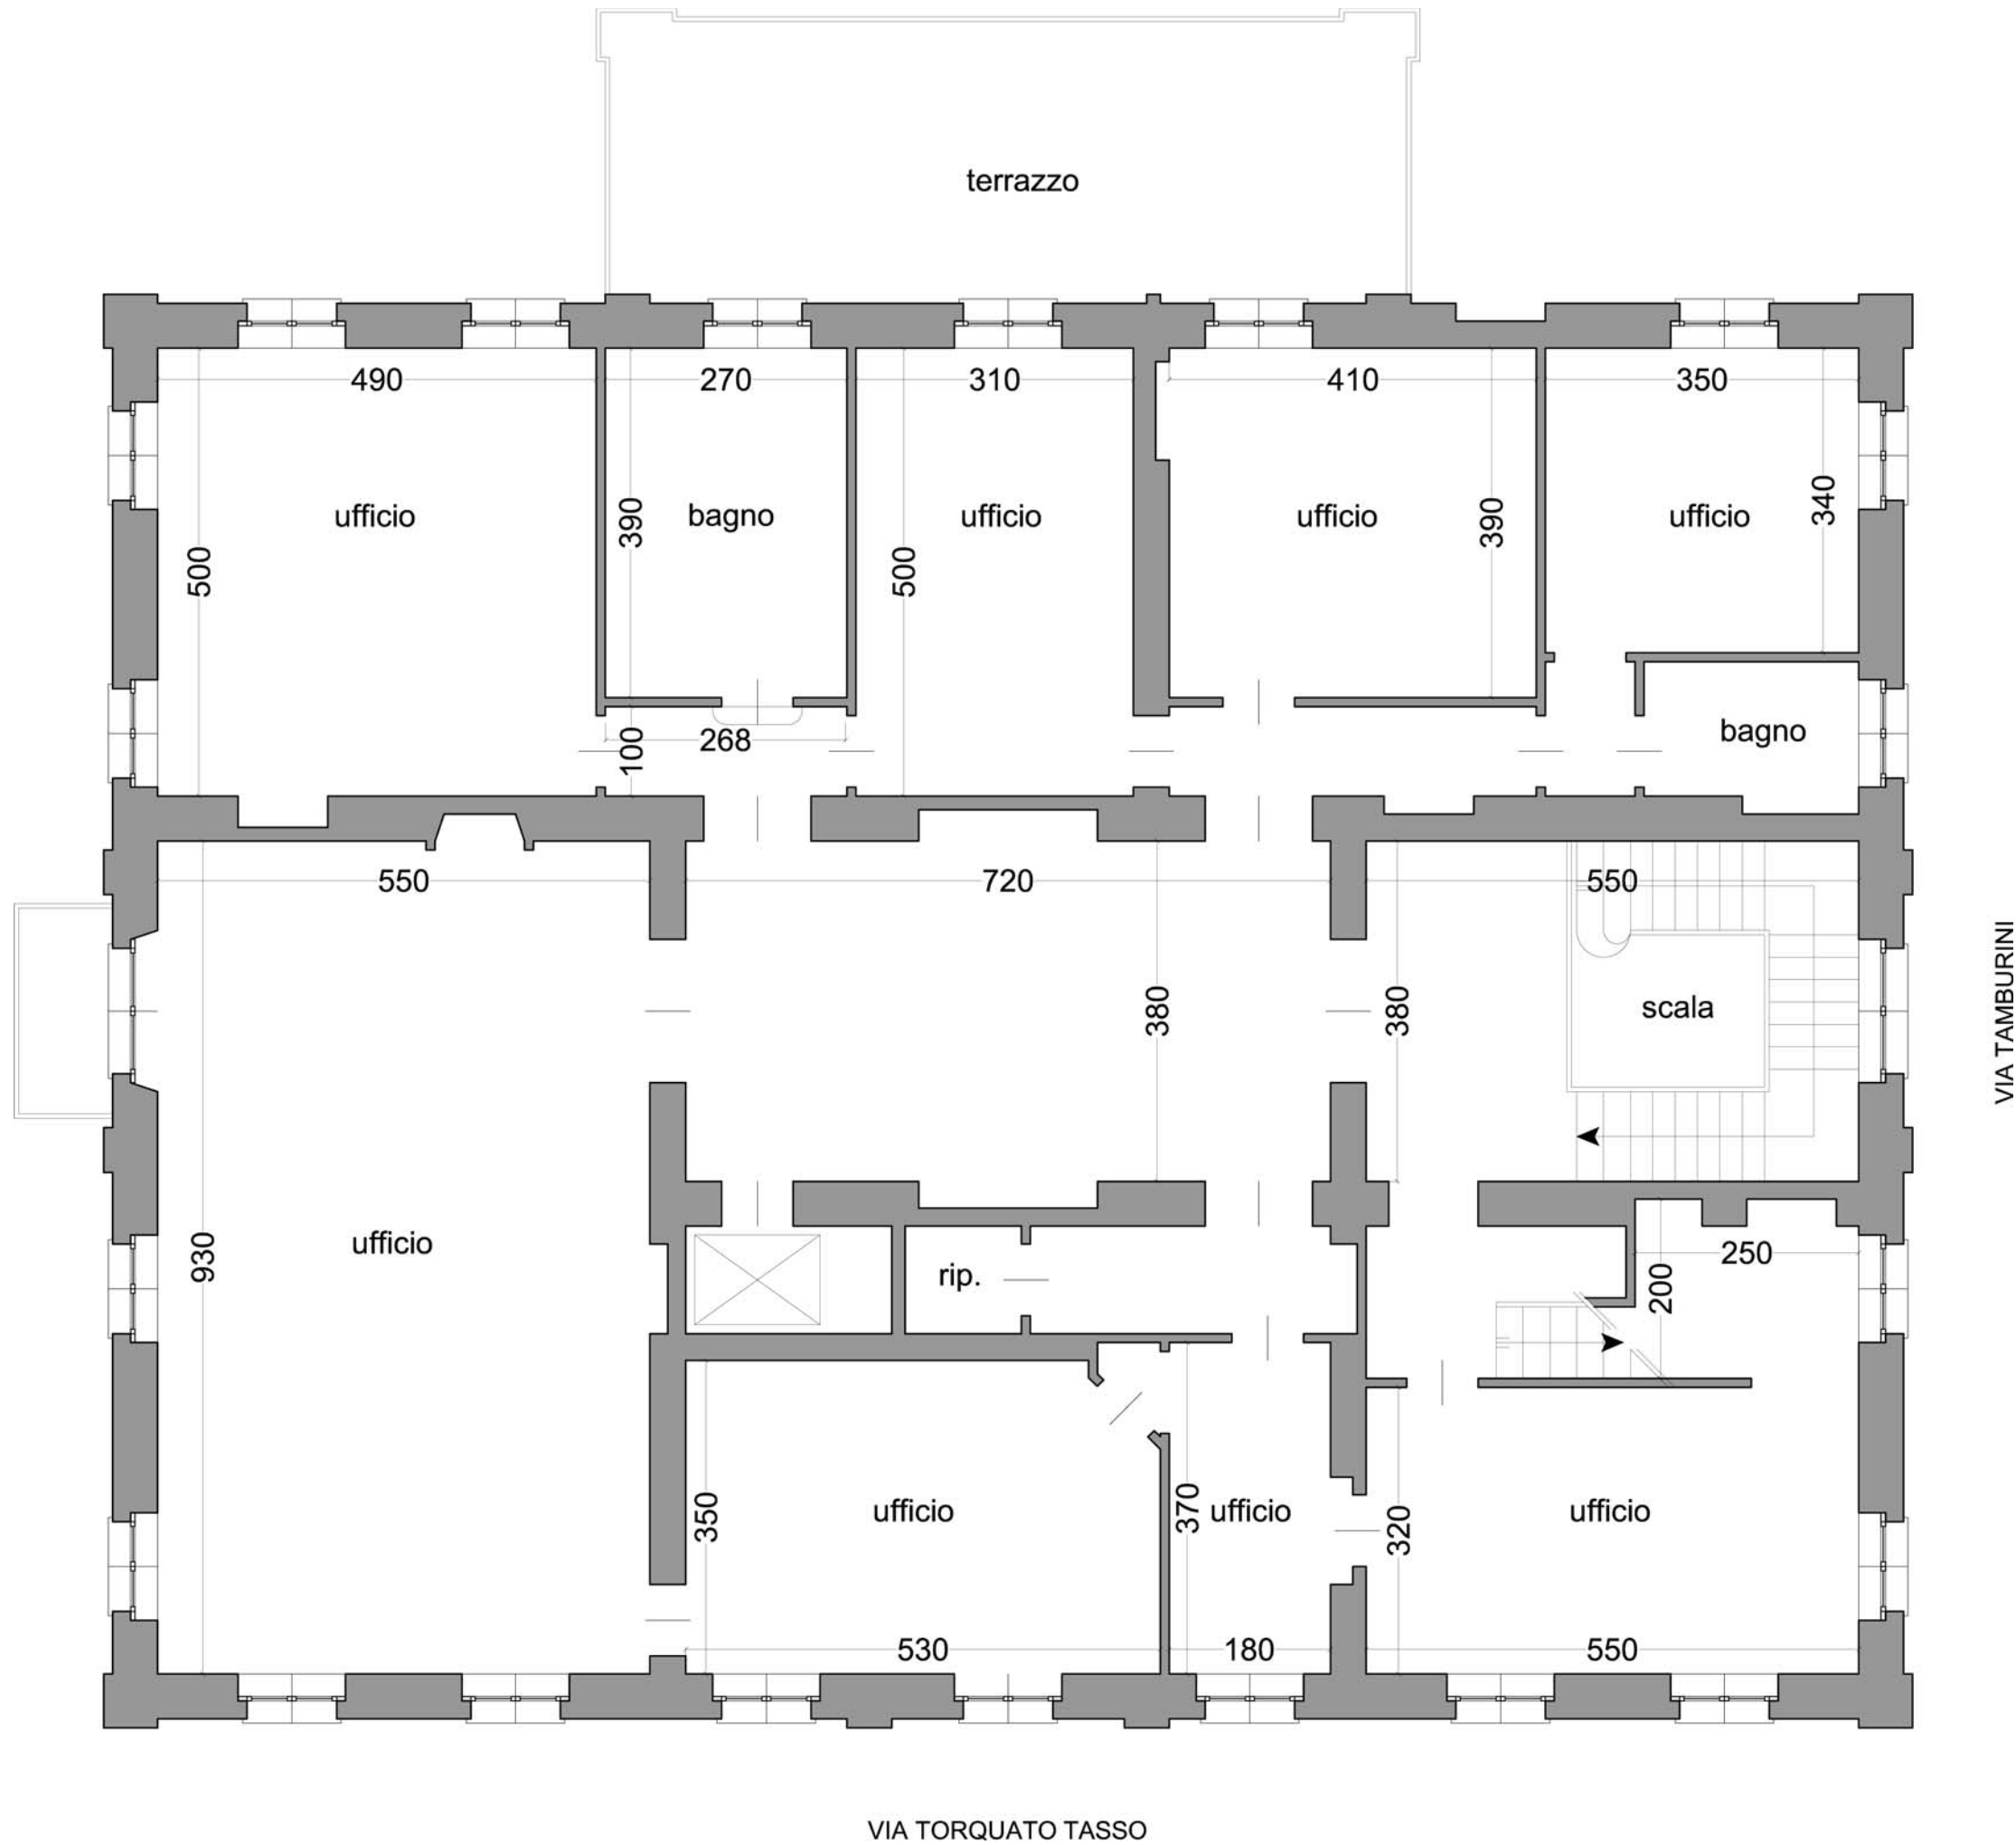 terrazzo
490
270
310
410
350
ufficio
bagno
ufficio
ufficio
ufficio
500
390
500
390
340
100
268
bagno
550
720
550
380
380
scala
VIA TAMBURINI
930
ufficio
rip.
200
250
350
ufficio
370
ufficio
320
ufficio
530
180
550
VIA TORQUATO TASSO